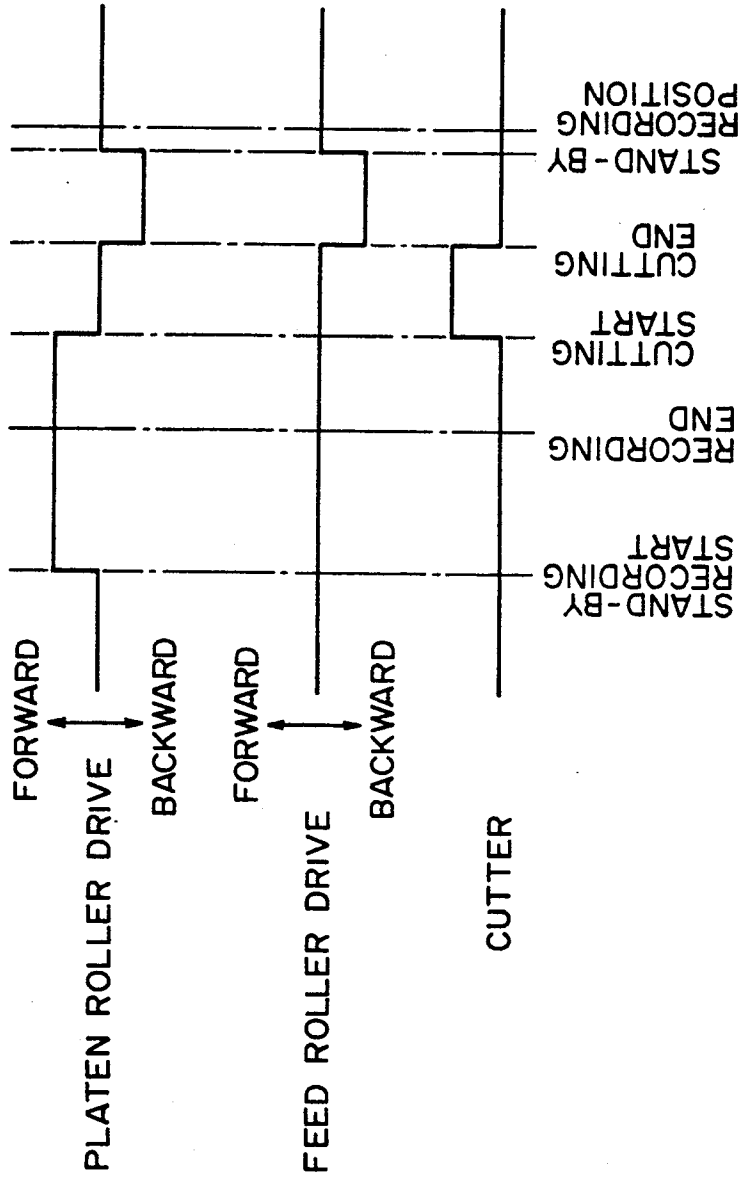 FORWARD
PLATEN ROLLER DRIVE
BACKWARD
FORWARD
FEED ROLLER DRIVE
BACKWARD
CUTTER
STAND-BY
RECORDING
START
RECORDING
END
CUTTING
START
CUTTING
END
STAND-BY
RECORDING
POSITION